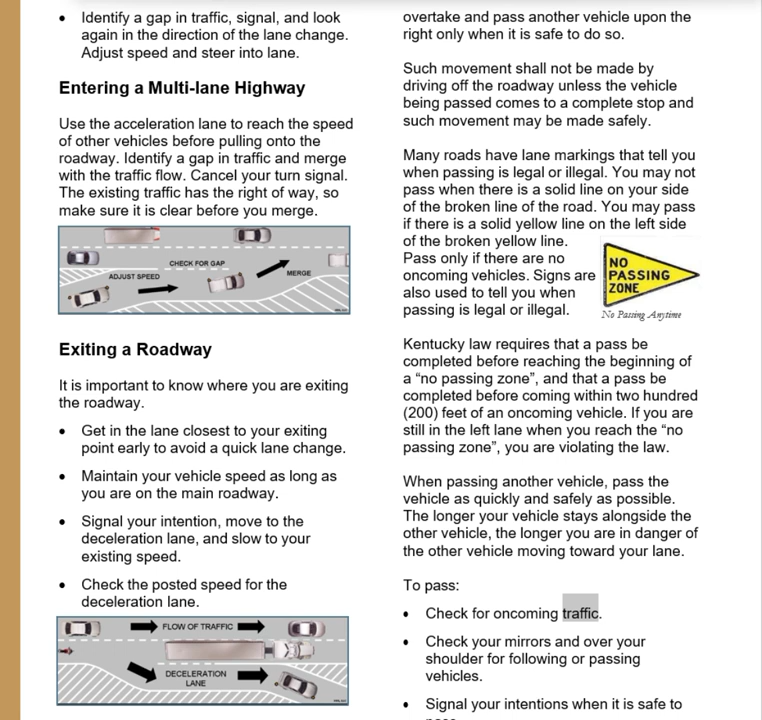 • Identify a gap in traffic, signal, and look
again in the direction of the lane change.
Adjust speed and steer into lane.
Entering a Multi-lane Highway
Use the acceleration lane to reach the speed
of other vehicles before pulling onto the
roadway. Identify a gap in traffic and merge
with the traffic flow. Cancel your turn signal.
The existing traffic has the right of way, so
make sure it is clear before you merge.
CHECK FOR GAP
ADJUST SPEED
MERGE
Exiting a Roadway
It is important to know where you are exiting
the roadway.
• Get in the lane closest to your exiting
point early to avoid a quick lane change.
• Maintain your vehicle speed as long as
you are on the main roadway.
• Signal your intention, move to the
deceleration lane, and slow to your
existing speed.
• Check the posted speed for the
deceleration lane.
FLOW OF TRAFFIC
DECELERATION
LANE
overtake and pass another vehicle upon the
right only when it is safe to do so.
Such movement shall not be made by
driving off the roadway unless the vehicle
being passed comes to a complete stop and
such movement may be made safely.
Many roads have lane markings that tell you
when passing is legal or illegal. You may not
pass when there is a solid line on your side
of the broken line of the road. You may pass
if there is a solid yellow line on the left side
of the broken yellow line.
Pass only if there are no
oncoming vehicles. Signs are
also used to tell you when
passing is legal or illegal.
NO
PASSING
ZONE
No Passing Anytime
Kentucky law requires that a pass be
completed before reaching the beginning of
a “no passing zone”, and that a pass be
completed before coming within two hundred
(200) feet of an oncoming vehicle. If you are
still in the left lane when you reach the “no
passing zone”, you are violating the law.
When passing another vehicle, pass the
vehicle as quickly and safely as possible.
The longer your vehicle stays alongside the
other vehicle, the longer you are in danger of
the other vehicle moving toward your lane.
To pass:
• Check for oncoming traffic.
• Check your mirrors and over your
shoulder for following or passing
vehicles.
• Signal your intentions when it is safe to